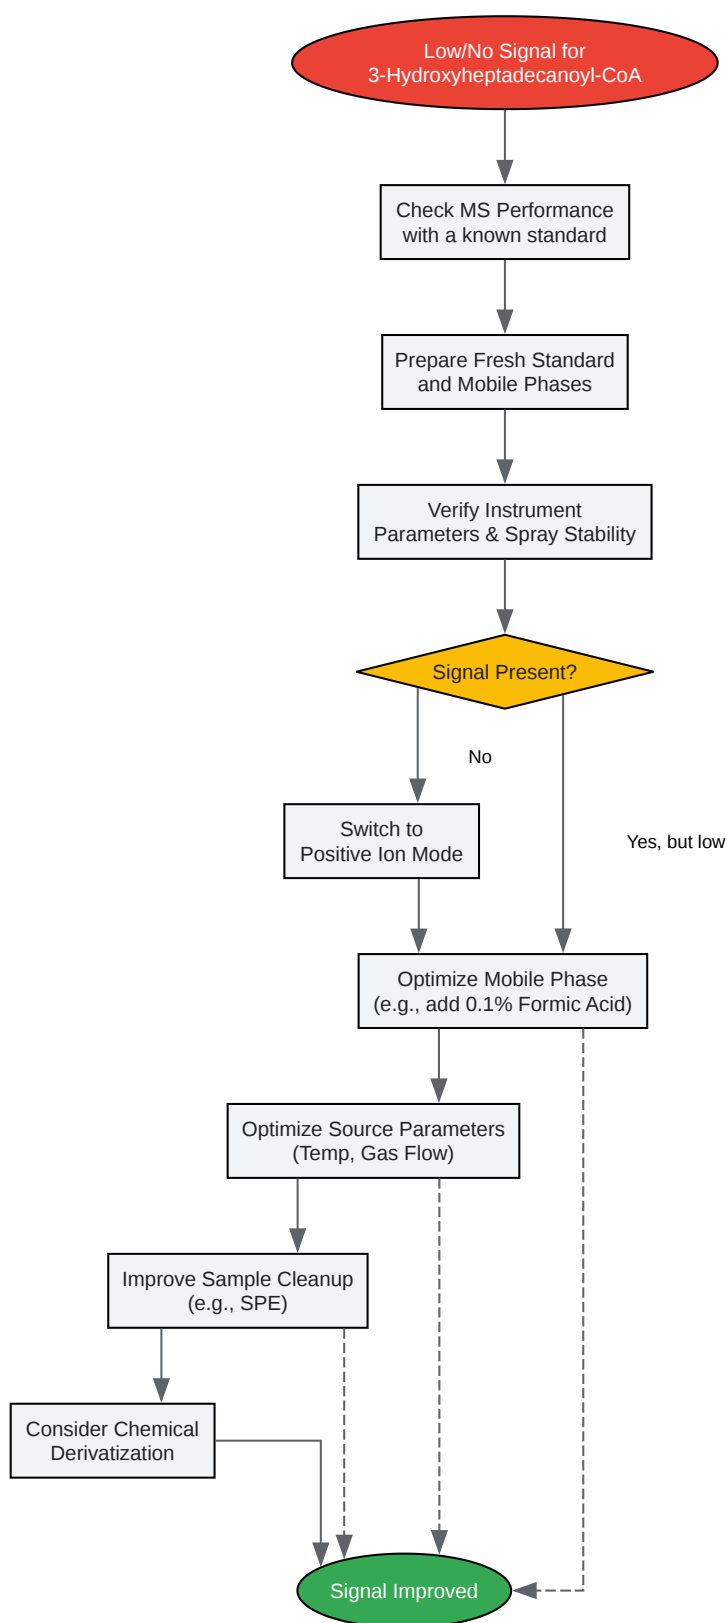 Low/No Signal for
3-Hydroxyheptadecanoyl-CoA
Check MS Performance
with a known standard
Prepare Fresh Standard
and Mobile Phases
Verify Instrument
Parameters & Spray Stability
Signal Present?
No
Switch to
Positive Ion Mode
Yes, but low
Optimize Mobile Phase
(e.g., add 0.1% Formic Acid)
Optimize Source Parameters
(Temp, Gas Flow)
Improve Sample Cleanup
(e.g., SPE)
Consider Chemical
Derivatization
Signal Improved